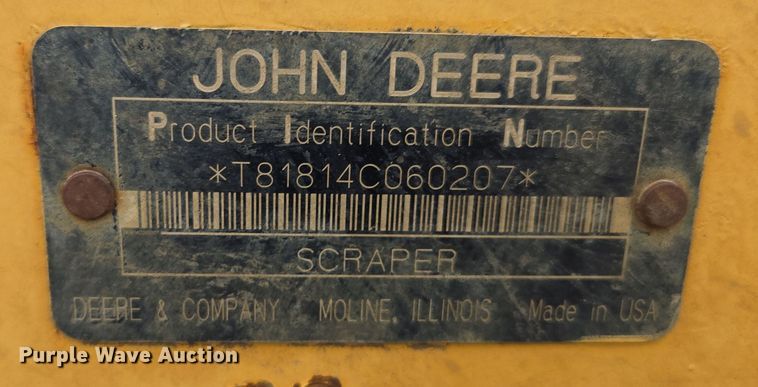 JOHN DEERE
Product Identification Number
*T81814C060207*
SCRAPER
DEERE & COMPANY MOLINE, ILLINOIS Made in USA
Purple Wave Auction